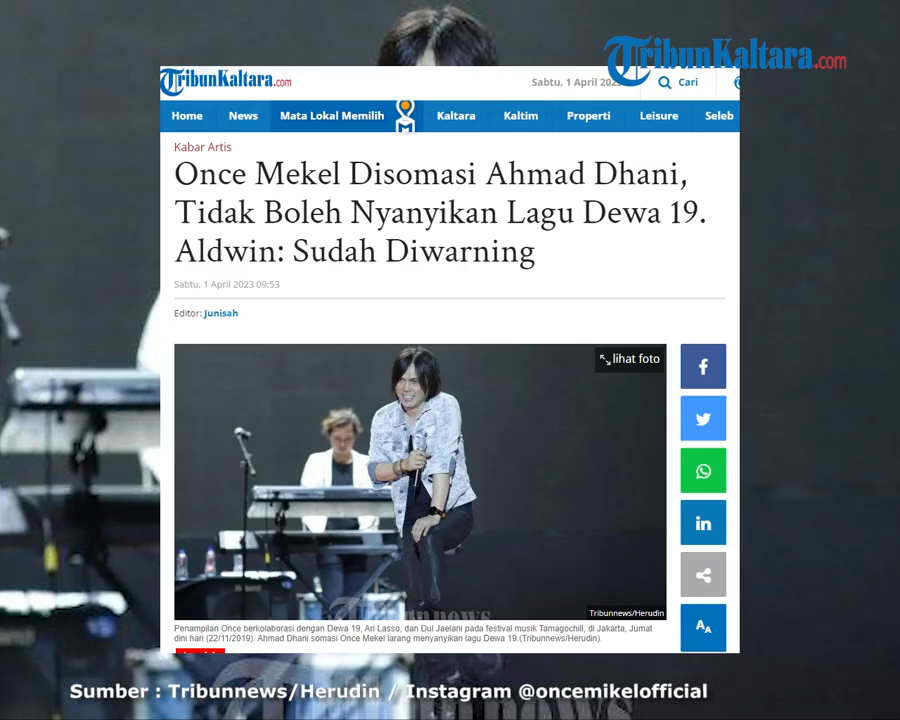 TribunKaltara.com
TribunKaltara.com
Sabtu, 1 April 2023
Cari
Home News Mata Lokal Memilih Kaltara Kaltim Properti Leisure Seleb
Kabar Artis
Once Mekel Disomasi Ahmad Dhani,
Tidak Boleh Nyanyikan Lagu Dewa 19.
Aldwin: Sudah Diwarning
Sabtu, 1 April 2023 09:53
Editor: Junisah
lihat foto
Tribunnews/Herudin
Penampilan Once berkolaborasi dengan Dewa 19, Ari Lasso, dan Dul Jaelani pada festival musik Tamagochill, di Jakarta, Jumat
dini hari (22/11/2019). Ahmad Dhani somasi Once Mekel larang menyanyikan lagu Dewa 19.(Tribunnews/Herudin).
AA
Sumber : Tribunnews/Herudin / Instagram @oncemikelofficial